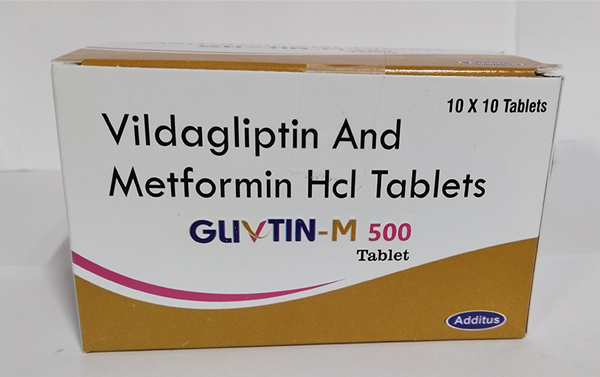 10 X 10 Tablets
Vildagliptin And
Metformin Hcl Tablets
GLIVTIN-M 500
Tablet
Additus